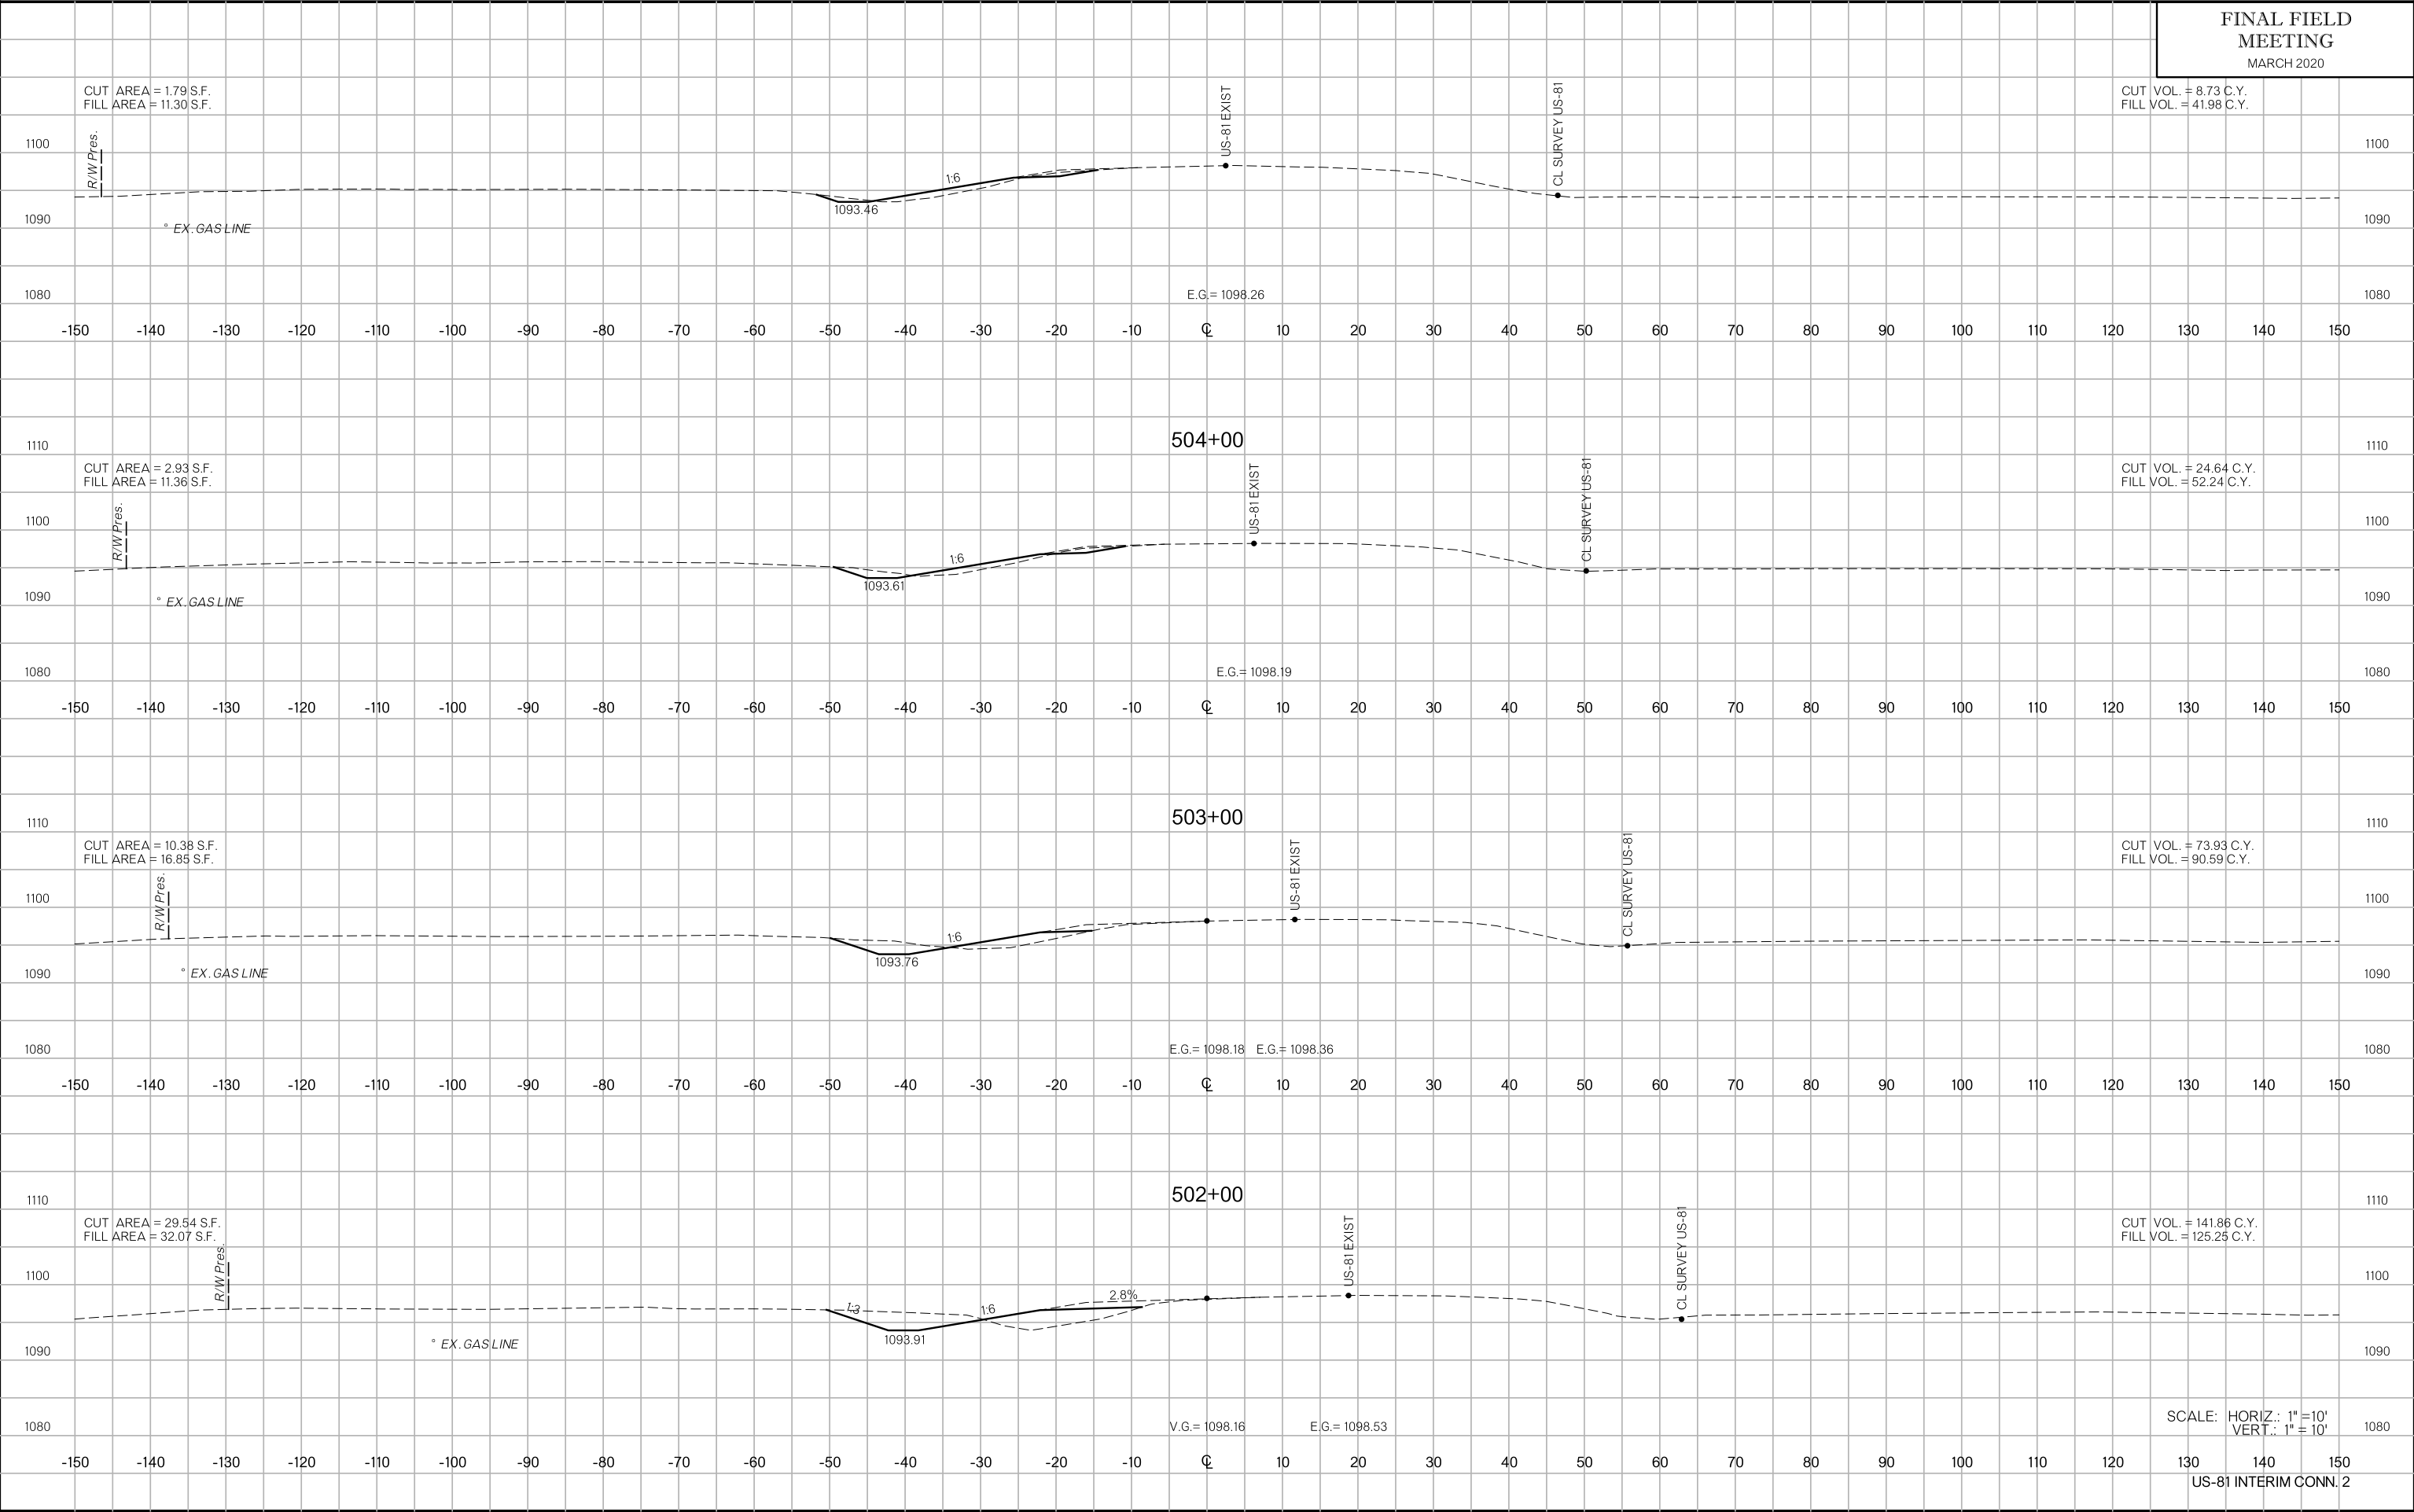 FINAL FIELD
MEETING
MARCH 2020
CUT AREA = 1.79 S.F.
FILL AREA = 11.30 S.F.
CUT VOL. = 8.73 C.Y.
FILL VOL. = 41.98 C.Y.
R/W Pres.
US-81 EXIST
CL SURVEY US-81
1100 1100
1:6
1093.46
1090 1090
° EX. GAS LINE
1080 E.G.= 1098.26 1080
-150 -140 -130 -120 -110 -100 -90 -80 -70 -60 -50 -40 -30 -20 -10 ℄ 10 20 30 40 50 60 70 80 90 100 110 120 130 140 150
504+00
1110 1110
CUT AREA = 2.93 S.F.
FILL AREA = 11.36 S.F.
CUT VOL. = 24.64 C.Y.
FILL VOL. = 52.24 C.Y.
R/W Pres.
US-81 EXIST
CL SURVEY US-81
1100 1100
1:6
1093.61
1090 1090
° EX. GAS LINE
1080 E.G.= 1098.19 1080
-150 -140 -130 -120 -110 -100 -90 -80 -70 -60 -50 -40 -30 -20 -10 ℄ 10 20 30 40 50 60 70 80 90 100 110 120 130 140 150
503+00
1110 1110
CUT AREA = 10.38 S.F.
FILL AREA = 16.85 S.F.
CUT VOL. = 73.93 C.Y.
FILL VOL. = 90.59 C.Y.
R/W Pres.
US-81 EXIST
CL SURVEY US-81
1100 1100
1:6
1093.76
1090 1090
° EX. GAS LINE
1080 E.G.= 1098.18 E.G.= 1098.36 1080
-150 -140 -130 -120 -110 -100 -90 -80 -70 -60 -50 -40 -30 -20 -10 ℄ 10 20 30 40 50 60 70 80 90 100 110 120 130 140 150
502+00
1110 1110
CUT AREA = 29.54 S.F.
FILL AREA = 32.07 S.F.
CUT VOL. = 141.86 C.Y.
FILL VOL. = 125.25 C.Y.
R/W Pres.
US-81 EXIST
CL SURVEY US-81
1100 1100
1:3 1:6 2.8%
1093.91
1090 1090
° EX. GAS LINE
1080 V.G.= 1098.16 E.G.= 1098.53 1080
SCALE: HORIZ.: 1" =10'
VERT.: 1" = 10'
-150 -140 -130 -120 -110 -100 -90 -80 -70 -60 -50 -40 -30 -20 -10 ℄ 10 20 30 40 50 60 70 80 90 100 110 120 130 140 150
US-81 INTERIM CONN. 2